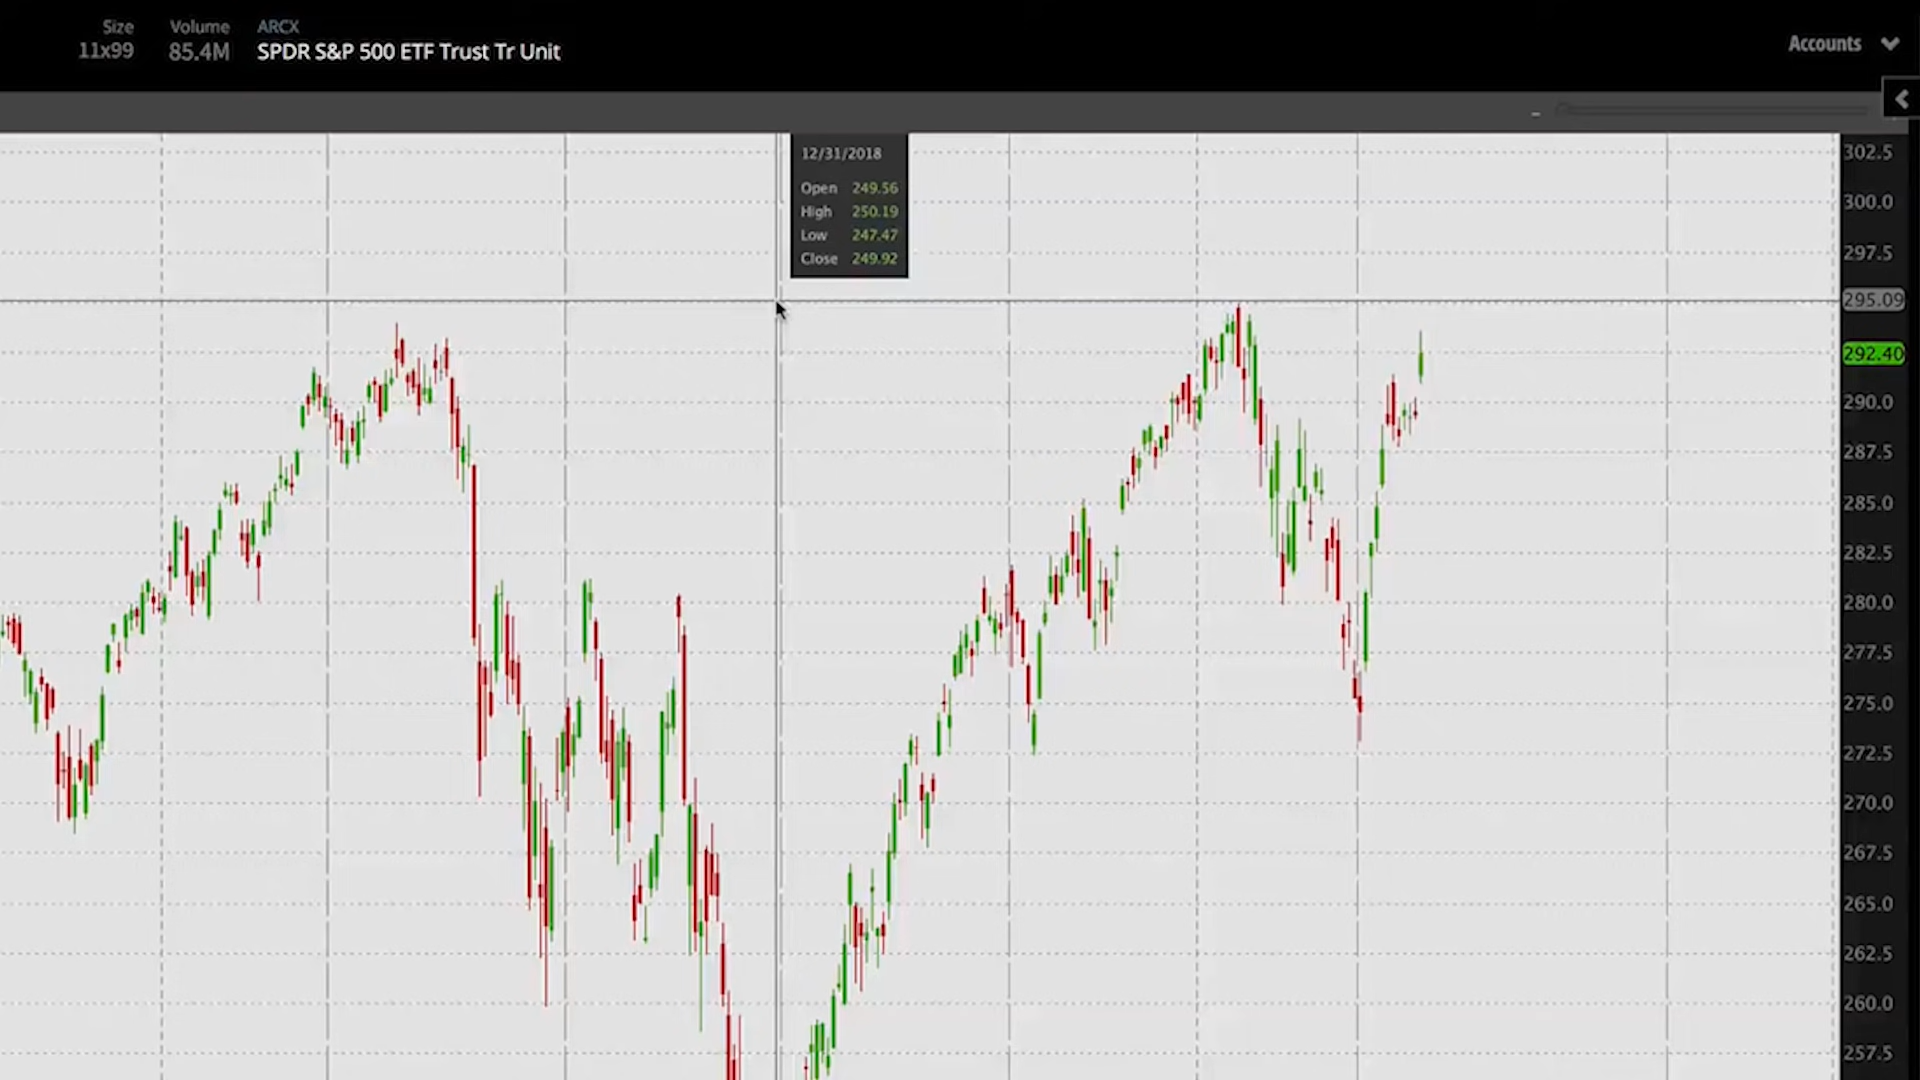 Size Volume ARCX
11x99 85.4M SPDR S&P 500 ETF Trust Tr Unit
Accounts
12/31/2018
Open 249.56
High 250.19
Low 247.47
Close 249.92
302.5
300.0
297.5
295.09
292.40
290.0
287.5
285.0
282.5
280.0
277.5
275.0
272.5
270.0
267.5
265.0
262.5
260.0
257.5